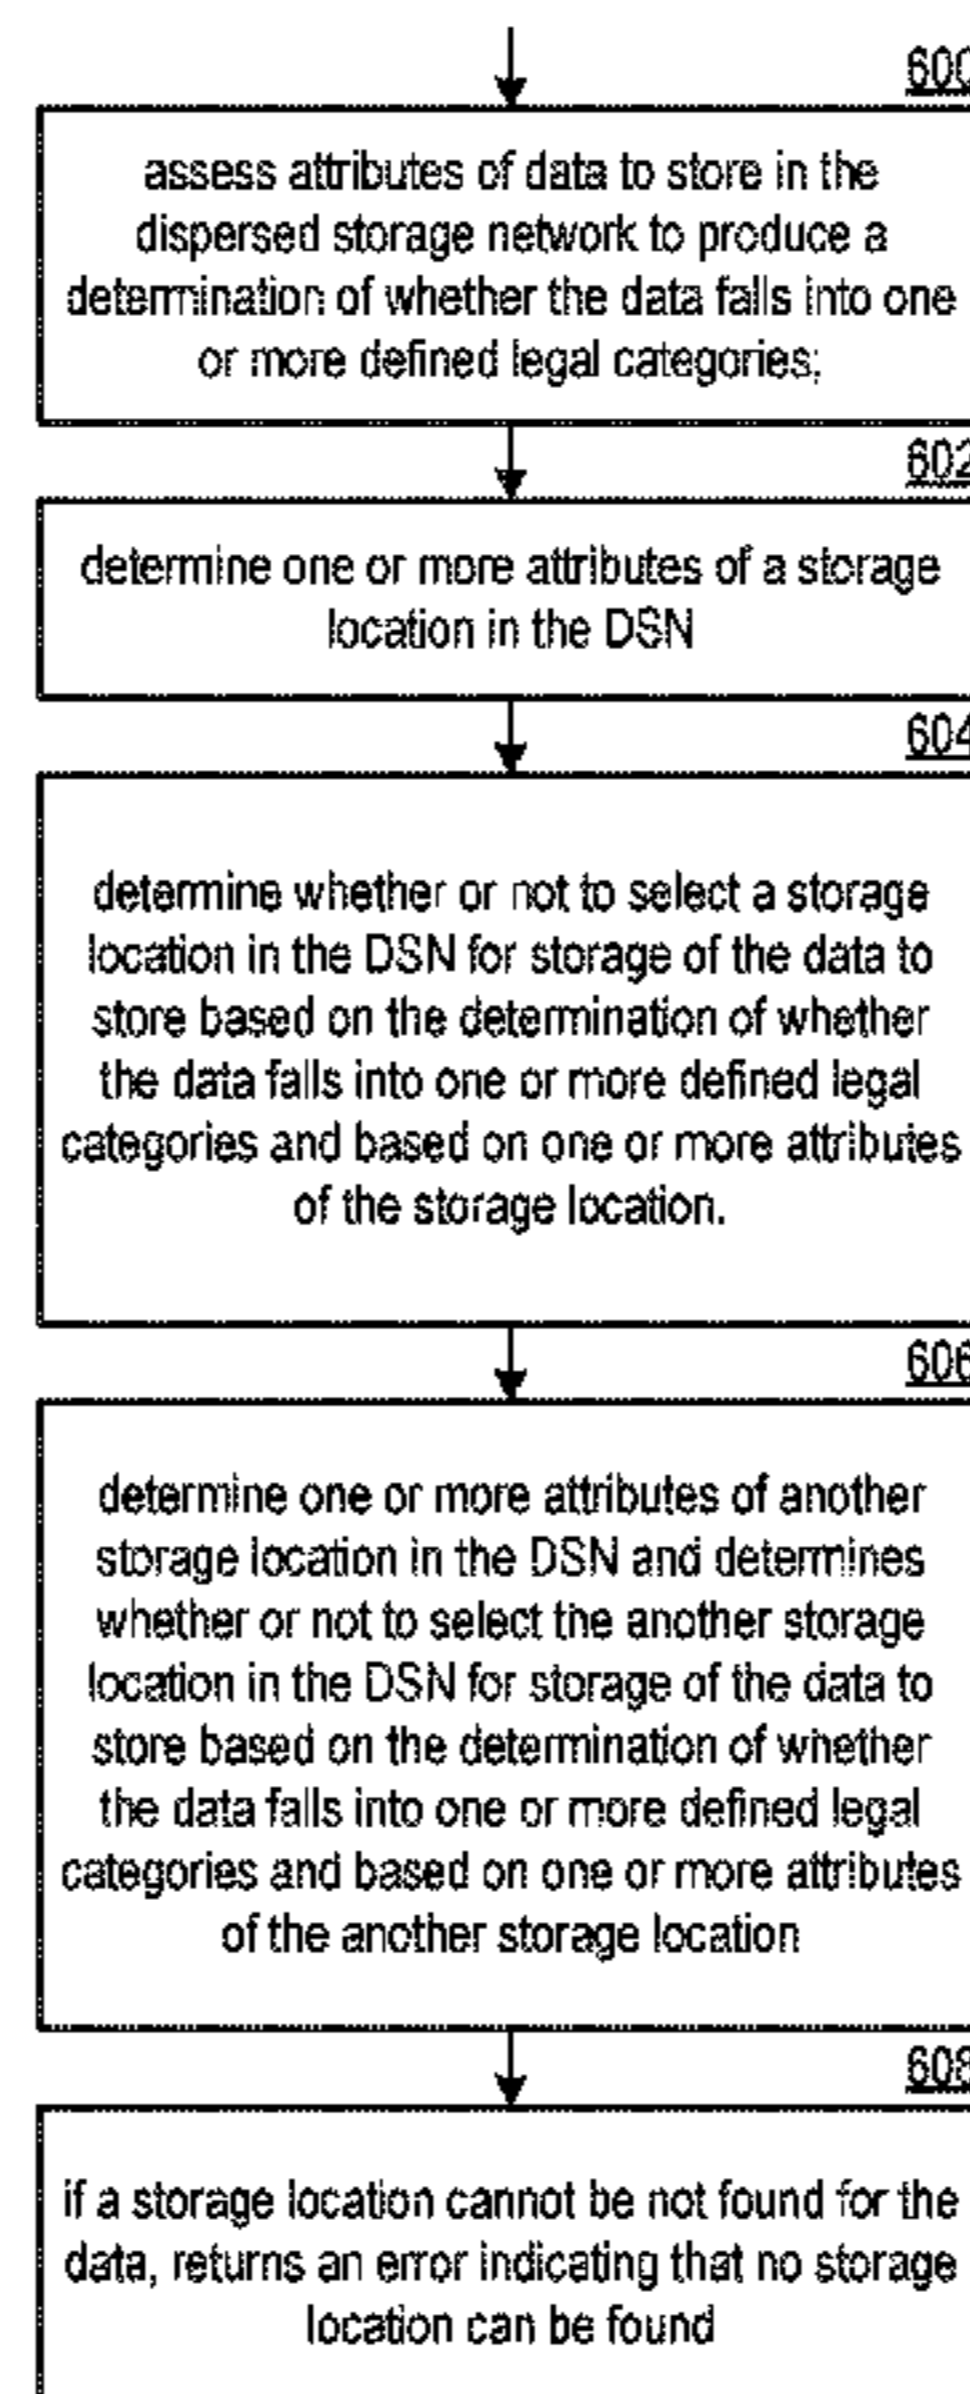 600
assess attributes of data to store in the
dispersed storage network to produce a
determination of whether the data falls into one
or more defined legal categories;
602
determine one or more attributes of a storage
location in the DSN
604
determine whether or not to select a storage
location in the DSN for storage of the data to
store based on the determination of whether
the data falls into one or more defined legal
categories and based on one or more attributes
of the storage location.
606
determine one or more attributes of another
storage location in the DSN and determines
whether or not to select the another storage
location in the DSN for storage of the data to
store based on the determination of whether
the data falls into one or more defined legal
categories and based on one or more attributes
of the another storage location
608
if a storage location cannot be not found for the
data, returns an error indicating that no storage
location can be found